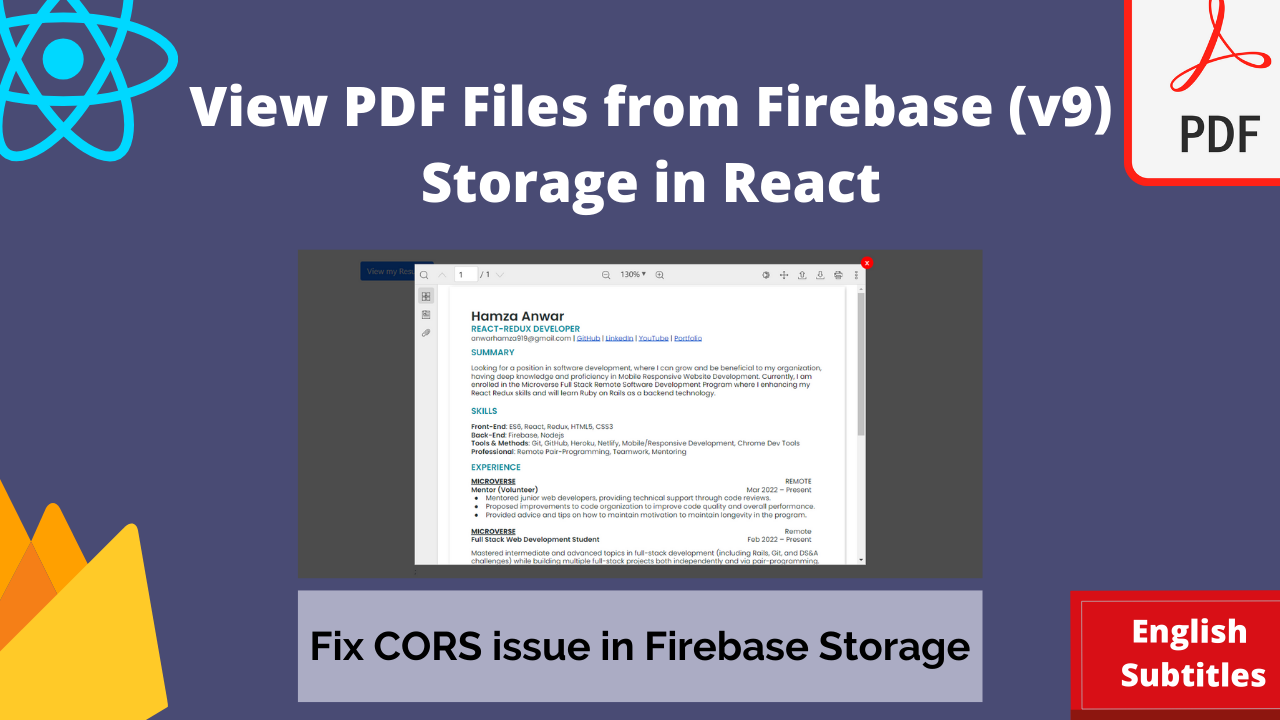 View PDF Files from Firebase (v9)
Storage in React
PDF
View my Resu
x
1 / 1
130%
Hamza Anwar
REACT-REDUX DEVELOPER
anwarhamza919@gmail.com | GitHub | LinkedIn | YouTube | Portfolio
SUMMARY
Looking for a position in software development, where I can grow and be beneficial to my organization,
having deep knowledge and proficiency in Mobile Responsive Website Development. Currently, I am
enrolled in the Microverse Full Stack Remote Software Development Program where I enhancing my
React Redux skills and will learn Ruby on Rails as a backend technology.
SKILLS
Front-End: ES6, React, Redux, HTML5, CSS3
Back-End: Firebase, Nodejs
Tools & Methods: Git, GitHub, Heroku, Netlify, Mobile/Responsive Development, Chrome Dev Tools
Professional: Remote Pair-Programming, Teamwork, Mentoring
EXPERIENCE
MICROVERSE REMOTE
Mentor (Volunteer) Mar 2022 – Present
● Mentored junior web developers, providing technical support through code reviews.
● Proposed improvements to code organization to improve code quality and overall performance.
● Provided advice and tips on how to maintain motivation to maintain longevity in the program.
MICROVERSE Remote
Full Stack Web Development Student Feb 2022 – Present
Mastered intermediate and advanced topics in full-stack development (including Rails, Git, and DS&A
challenges) while building multiple full-stack projects both independently and via pair-programming,
Fix CORS issue in Firebase Storage
English
Subtitles